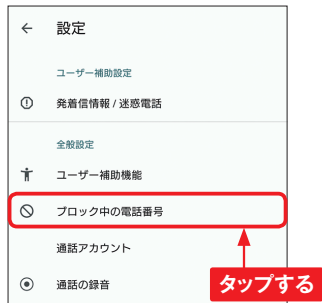 設定
ユーザー補助設定
発着信情報 / 迷惑電話
全般設定
ユーザー補助機能
ブロック中の電話番号
通話アカウント
通話の録音
タップする